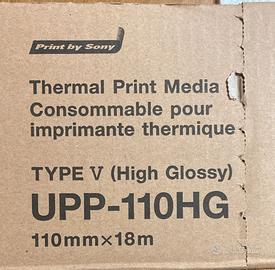 Print by Sony
Thermal Print Media
Consommable pour
imprimante thermique
TYPE V (High Glossy)
UPP-110HG
110mm×18m